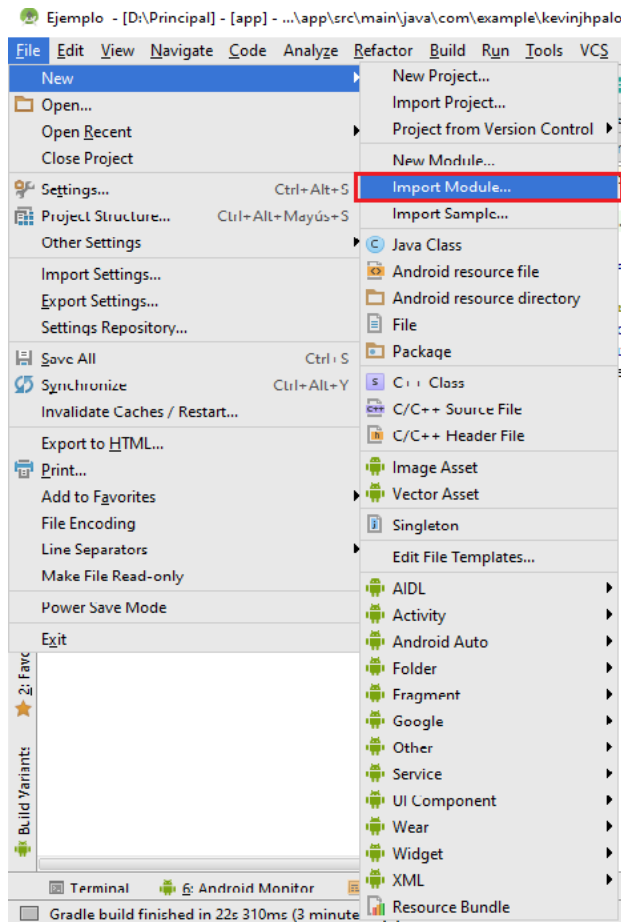 Ejemplo - [D:\Principal] - [app] - ...\app\src\main\java\com\example\kevinjhpalo
File Edit View Navigate Code Analyze Refactor Build Run Tools VCS
New
Open...
Open Recent
Close Project
Settings... Ctrl+Alt+S
Project Structure... Ctrl+Alt+Mayús+S
Other Settings
Import Settings...
Export Settings...
Settings Repository...
Save All Ctrl+S
Synchronize Ctrl+Alt+Y
Invalidate Caches / Restart...
Export to HTML...
Print...
Add to Favorites
File Encoding
Line Separators
Make File Read-only
Power Save Mode
Exit
New Project...
Import Project...
Project from Version Control
New Module...
Import Module...
Import Sample...
C Java Class
Android resource file
Android resource directory
File
Package
S C++ Class
C++ C/C++ Source File
h C/C++ Header File
Image Asset
Vector Asset
Singleton
Edit File Templates...
AIDL
Activity
Android Auto
Folder
Fragment
Google
Other
Service
UI Component
Wear
Widget
XML
Resource Bundle
2: Favo
Build Variants
Terminal 6: Android Monitor
Gradle build finished in 22s 310ms (3 minute